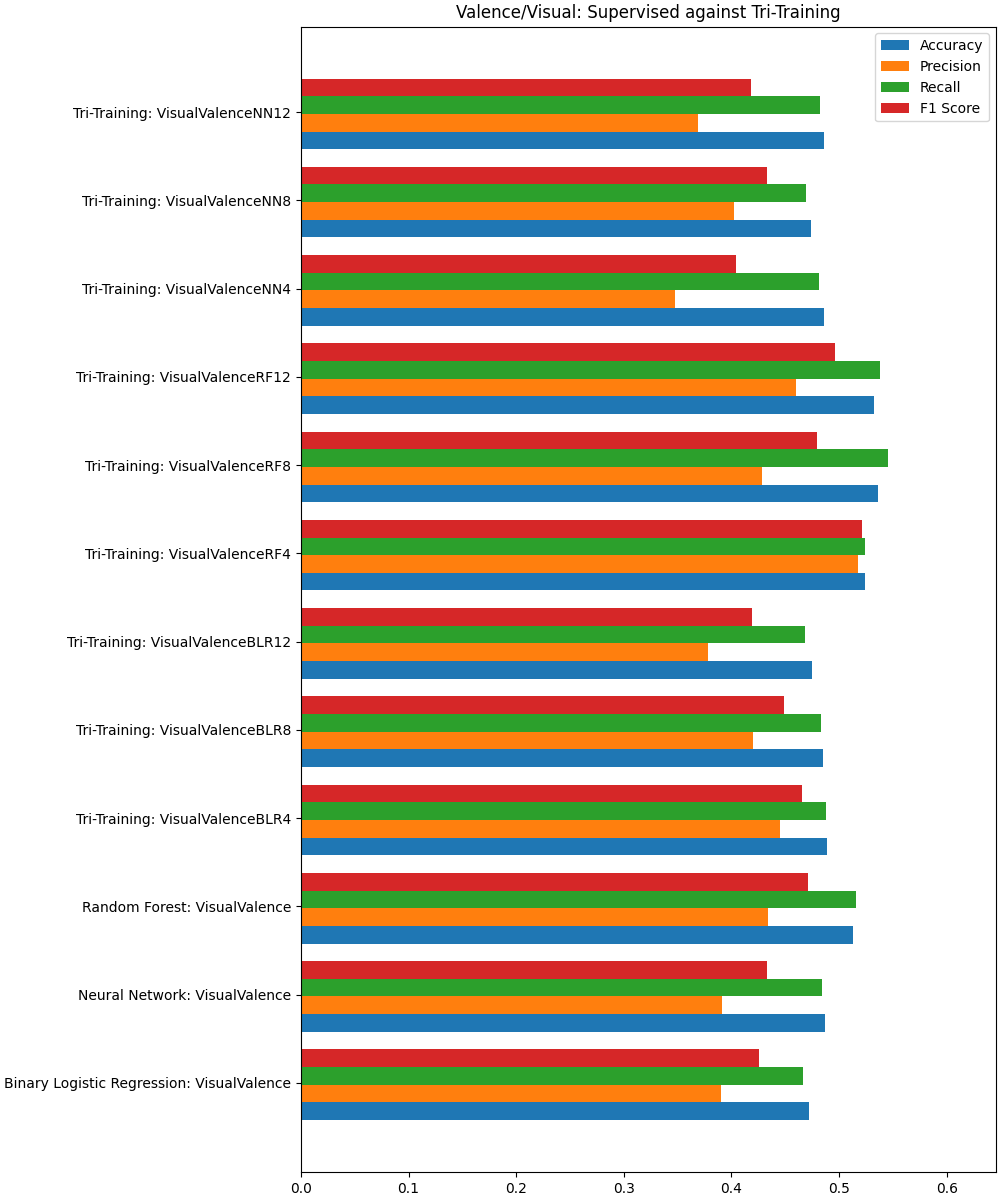 Valence/Visual: Supervised against Tri-Training
Accuracy
Precision
Recall
F1 Score
Tri-Training: VisualValenceNN12
Tri-Training: VisualValenceNN8
Tri-Training: VisualValenceNN4
Tri-Training: VisualValenceRF12
Tri-Training: VisualValenceRF8
Tri-Training: VisualValenceRF4
Tri-Training: VisualValenceBLR12
Tri-Training: VisualValenceBLR8
Tri-Training: VisualValenceBLR4
Random Forest: VisualValence
Neural Network: VisualValence
Binary Logistic Regression: VisualValence
0.0 0.1 0.2 0.3 0.4 0.5 0.6